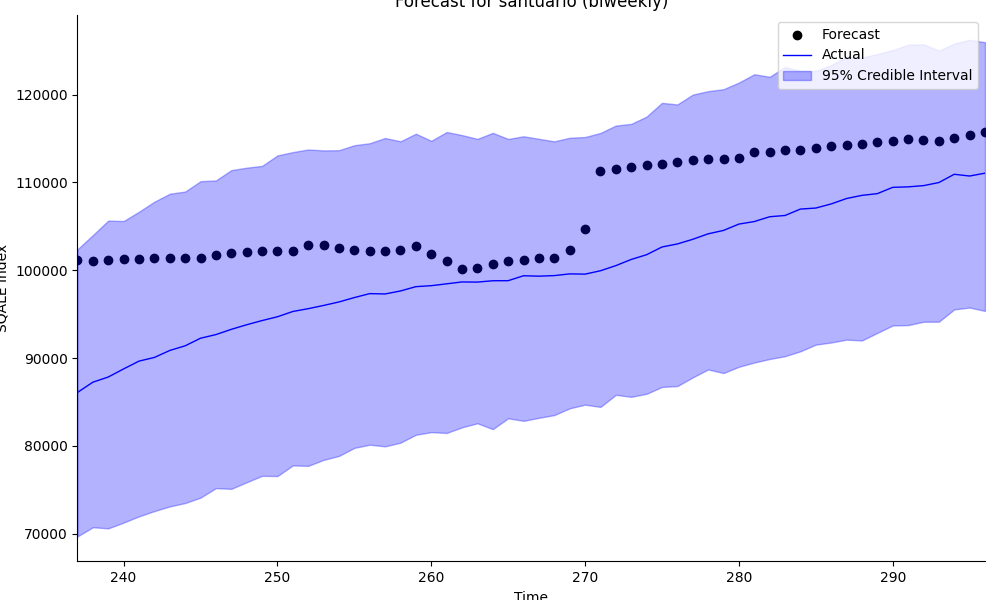 Forecast for santuario (biweekly)
Forecast
Actual
95% Credible Interval
120000
110000
100000
90000
80000
70000
SQALE Index
240
250
260
270
280
290
Time